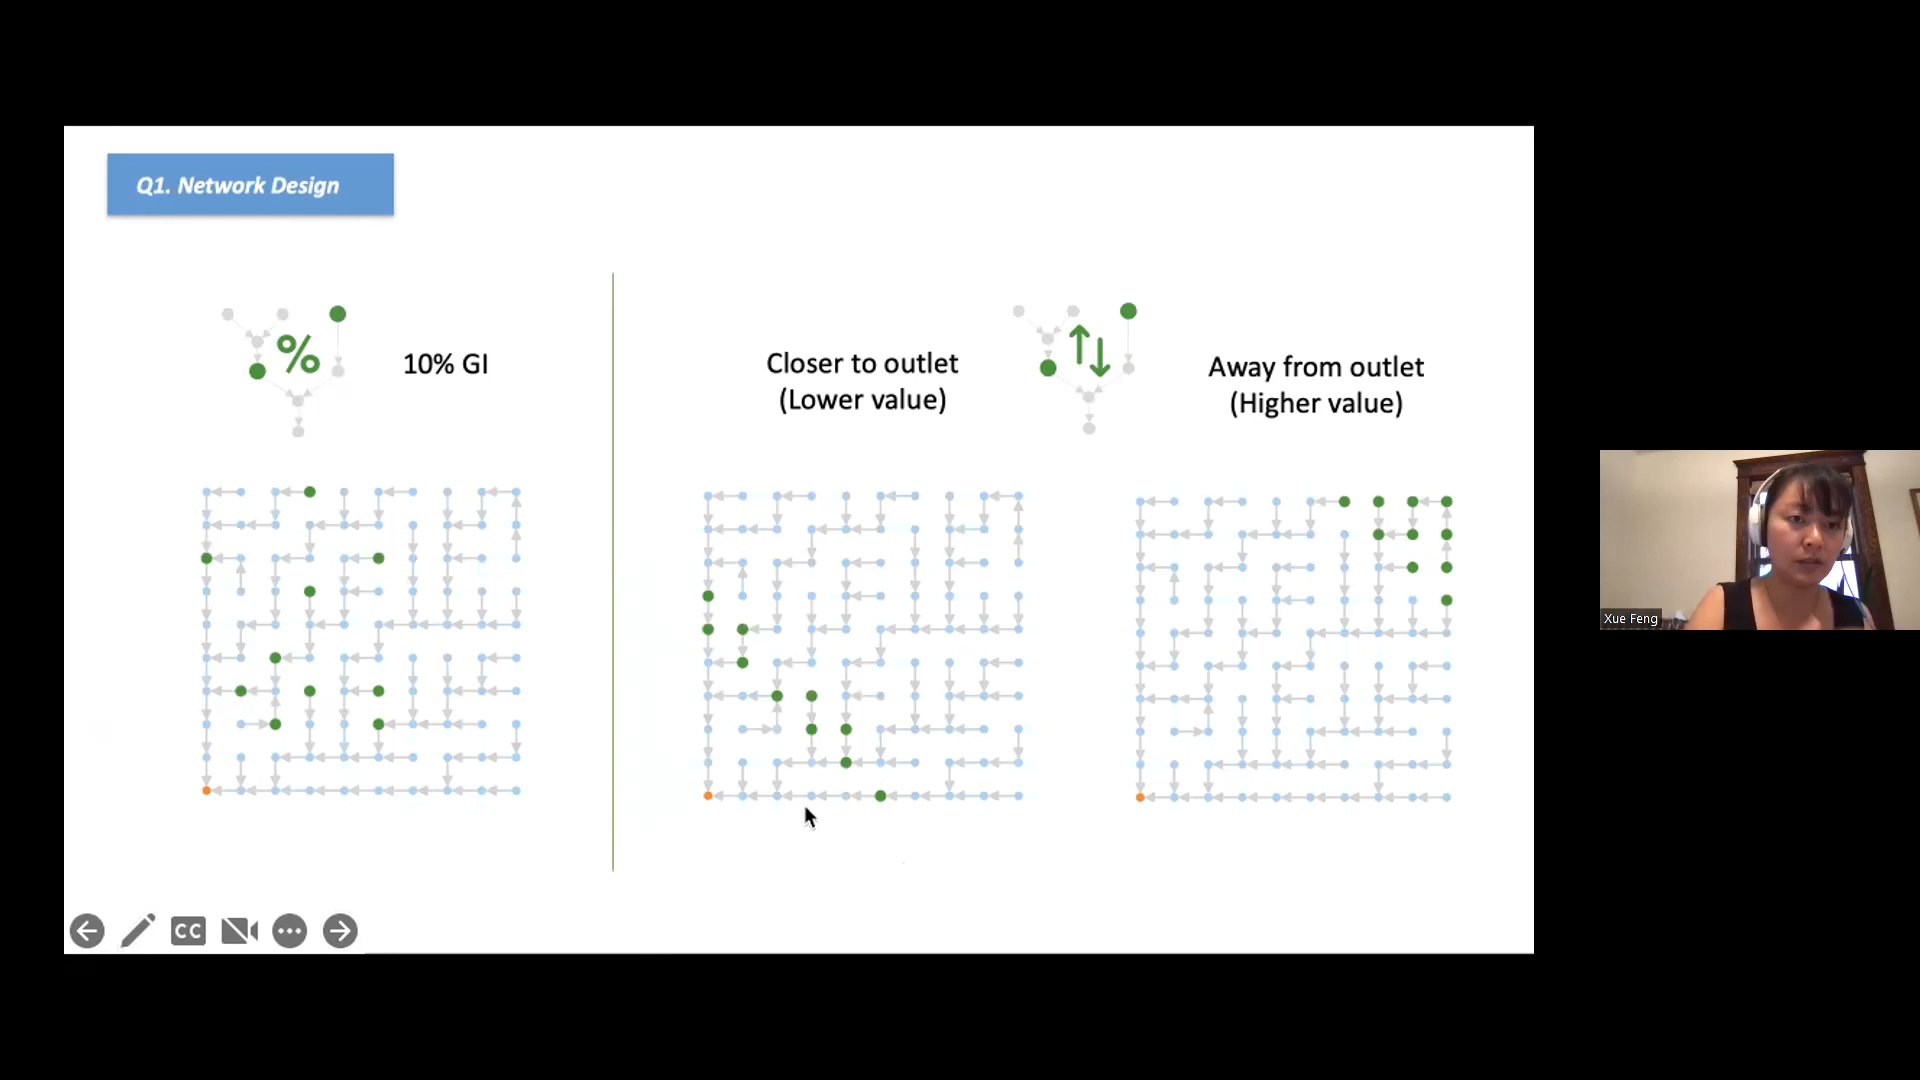 Q1. Network Design
%
10% GI
Closer to outlet
(Lower value)
Away from outlet
(Higher value)
CC
Xue Feng